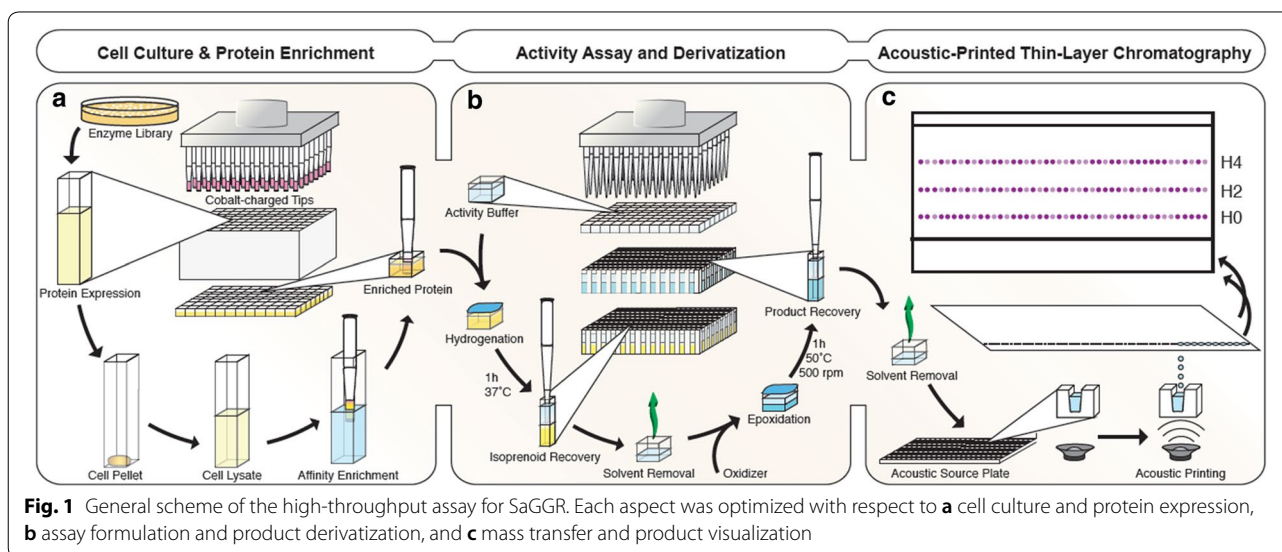 Cell Culture & Protein Enrichment
Activity Assay and Derivatization
Acoustic-Printed Thin-Layer Chromatography
a
Enzyme Library
Cobalt-charged Tips
Protein Expression
Enriched Protein
Cell Pellet
Cell Lysate
Affinity Enrichment
b
Activity Buffer
Hydrogenation
1h
37°C
Isoprenoid Recovery
Solvent Removal
Oxidizer
Epoxidation
1h
50°C
500 rpm
Product Recovery
c
H4
H2
H0
Solvent Removal
Acoustic Source Plate
Acoustic Printing
Fig. 1 General scheme of the high-throughput assay for SaGGR. Each aspect was optimized with respect to a cell culture and protein expression,
b assay formulation and product derivatization, and c mass transfer and product visualization